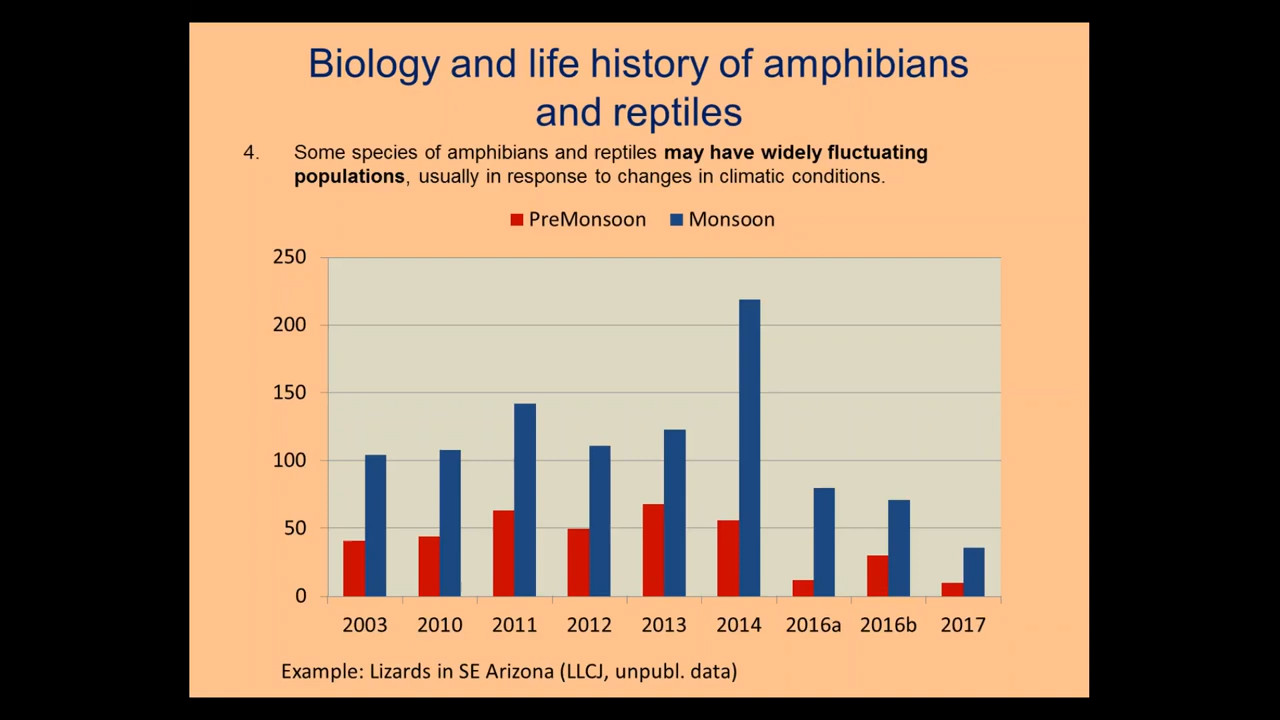 Biology and life history of amphibians
and reptiles
4. Some species of amphibians and reptiles may have widely fluctuating
populations, usually in response to changes in climatic conditions.
PreMonsoon Monsoon
250
200
150
100
50
0
2003 2010 2011 2012 2013 2014 2016a 2016b 2017
Example: Lizards in SE Arizona (LLCJ, unpubl. data)